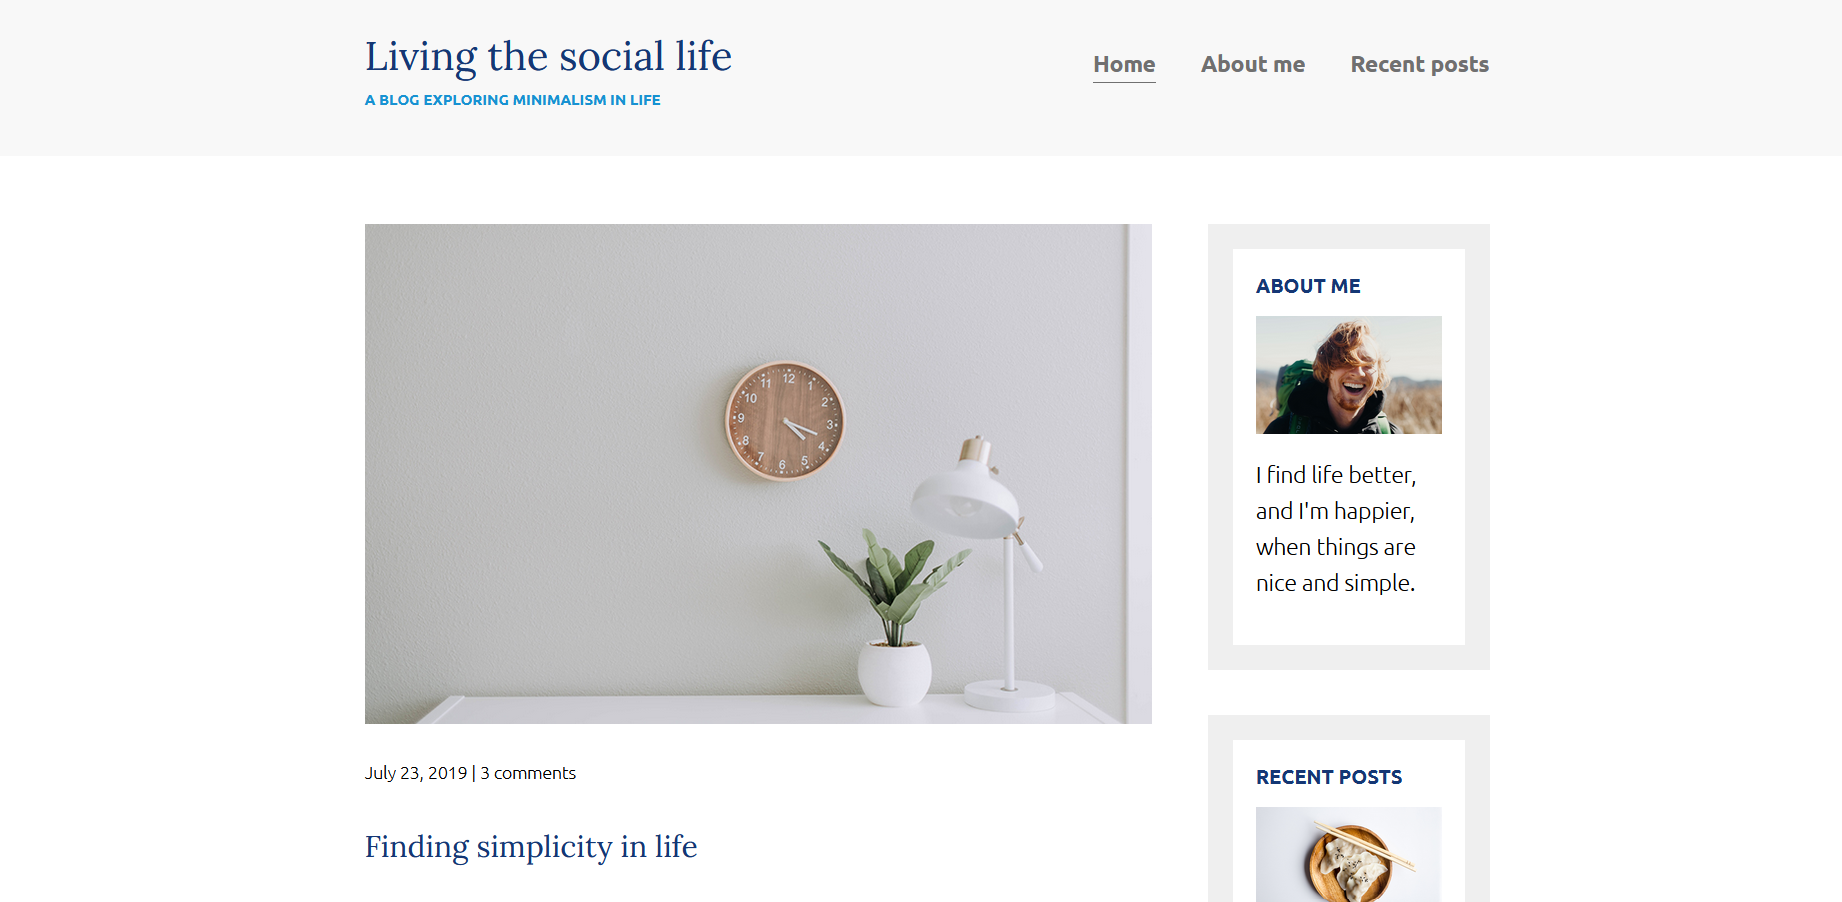 Living the social life
A BLOG EXPLORING MINIMALISM IN LIFE
Home
About me
Recent posts
12
1
2
3
4
5
6
7
8
9
10
11
July 23, 2019 | 3 comments
Finding simplicity in life
ABOUT ME
I find life better,
and I'm happier,
when things are
nice and simple.
RECENT POSTS